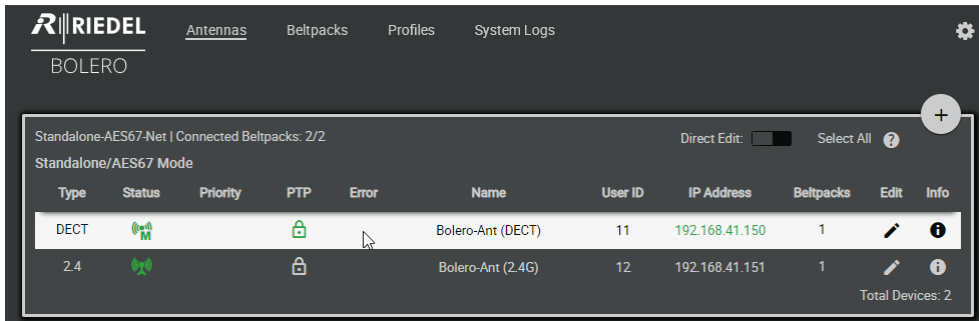 RIEDEL
BOLERO
Antennas Beltpacks Profiles System Logs
+
Standalone-AES67-Net | Connected Beltpacks: 2/2 Direct Edit: Select All ?
Standalone/AES67 Mode
Type Status Priority PTP Error Name User ID IP Address Beltpacks Edit Info
DECT M Bolero-Ant (DECT) 11 192.168.41.150 1
2.4 Bolero-Ant (2.4G) 12 192.168.41.151 1
Total Devices: 2